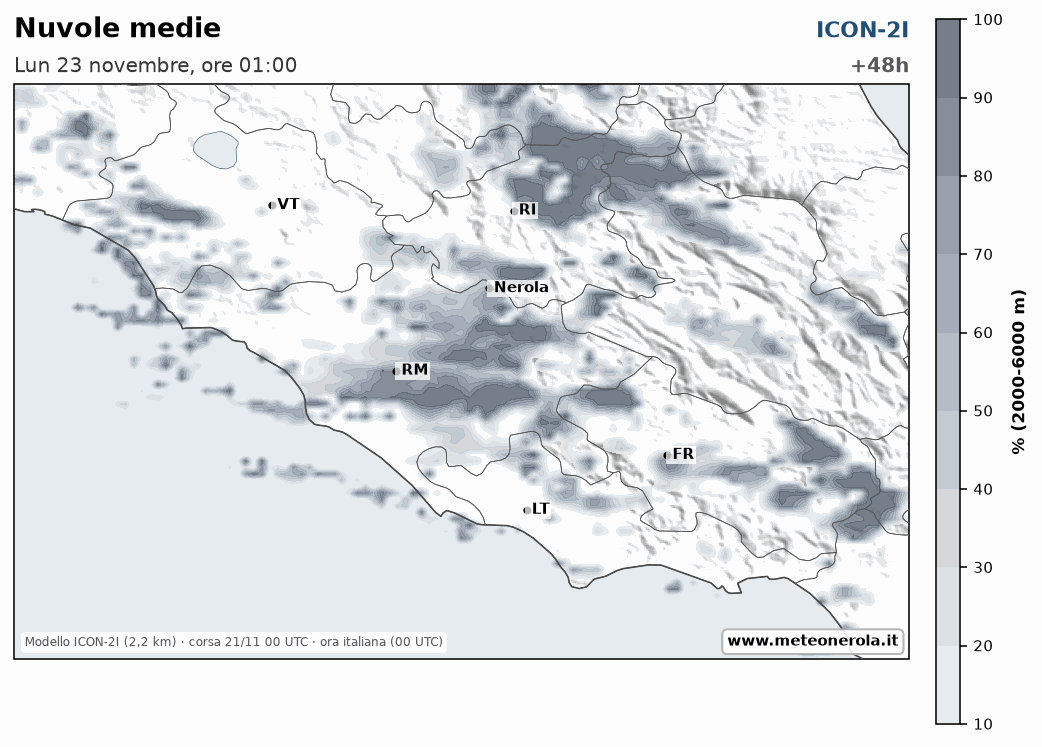 Nuvole medie
ICON-2I
Lun 23 novembre, ore 01:00
+48h
100
90
80
70
60
50
40
30
20
10
% (2000-6000 m)
VT
RI
Nerola
RM
FR
LT
Modello ICON-2I (2,2 km) · corsa 21/11 00 UTC · ora italiana (00 UTC)
www.meteonerola.it